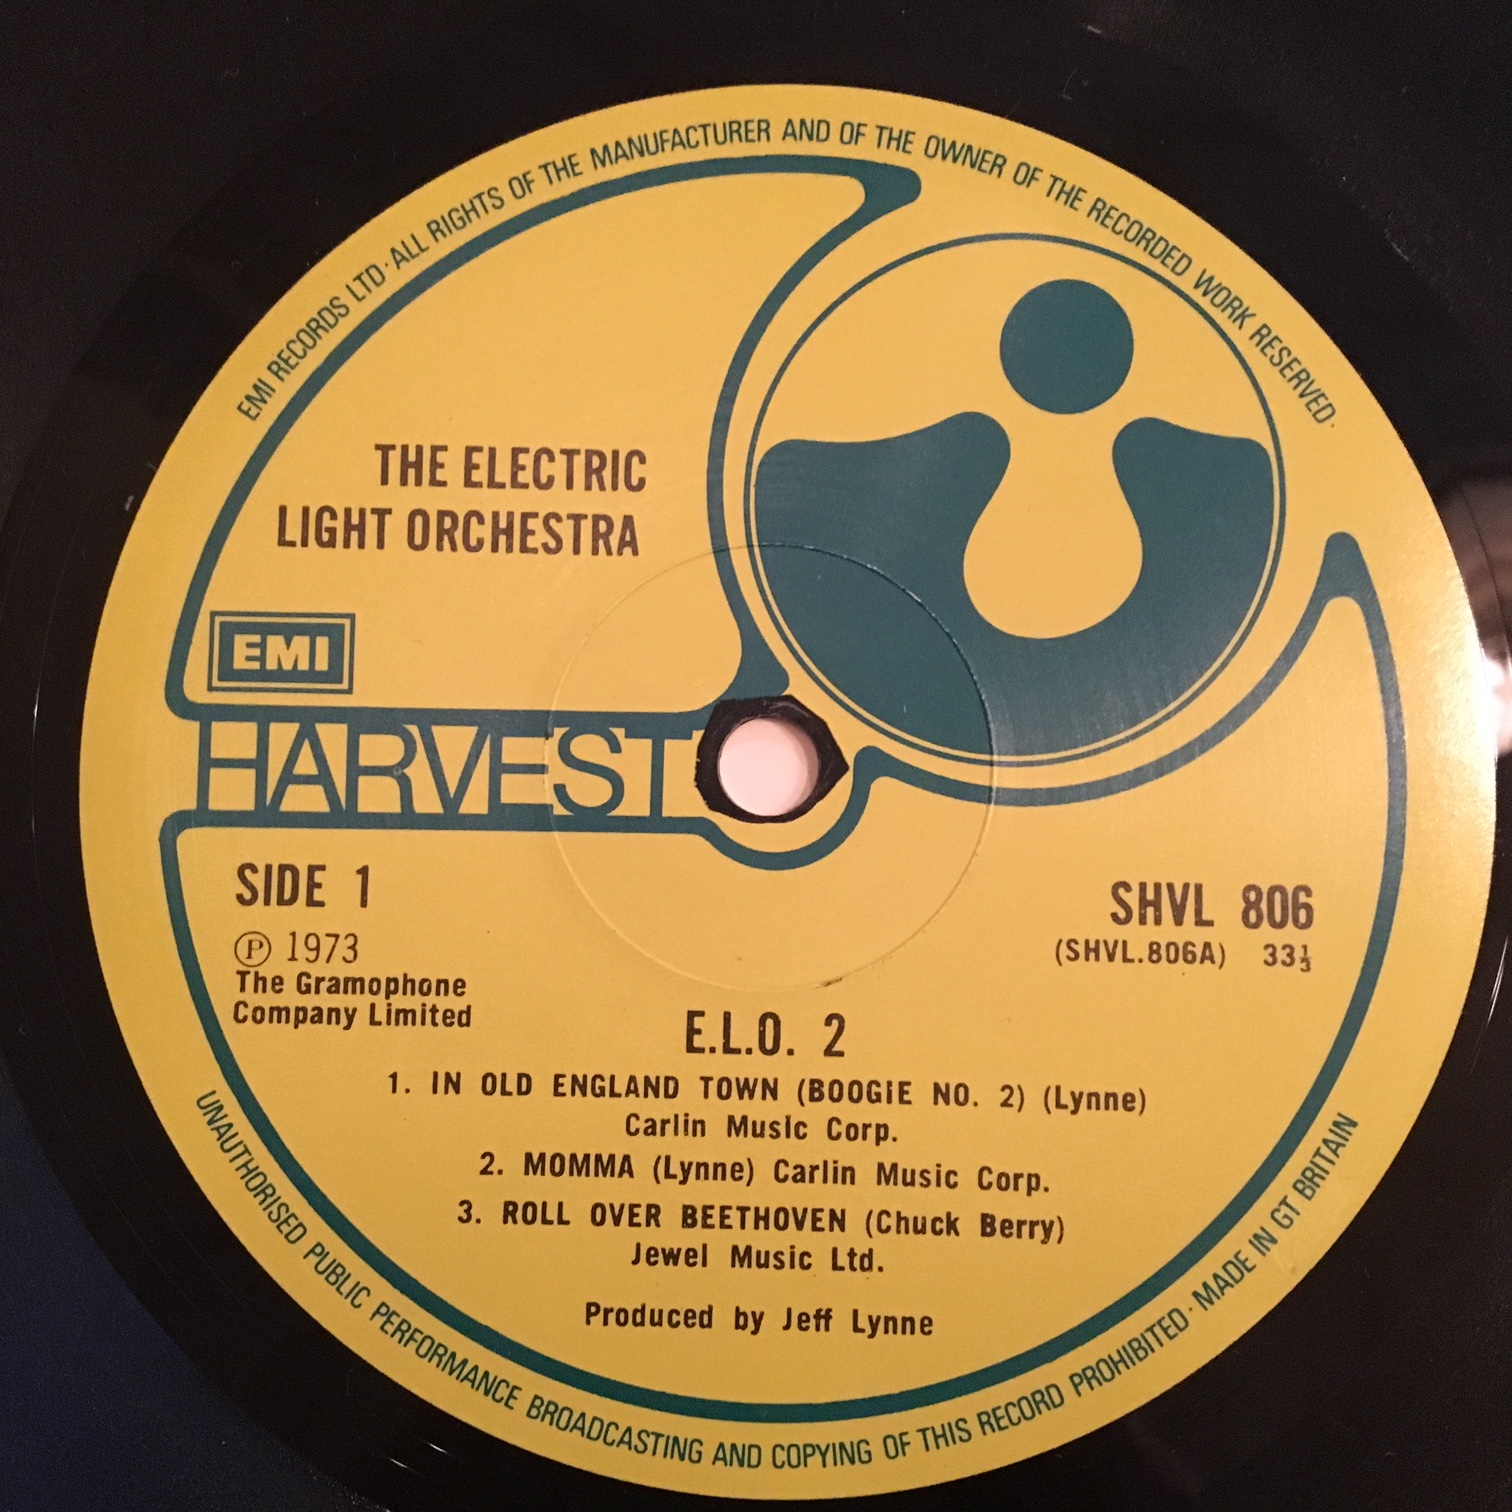 EMI RECORDS LTD · ALL RIGHTS OF THE MANUFACTURER AND OF THE OWNER OF THE RECORDED WORK RESERVED ·
THE ELECTRIC
LIGHT ORCHESTRA
EMI
HARVEST
SIDE 1
Ⓟ 1973
The Gramophone
Company Limited
SHVL 806
(SHVL.806A) 33⅓
E.L.O. 2
1. IN OLD ENGLAND TOWN (BOOGIE NO. 2) (Lynne)
Carlin Music Corp.
2. MOMMA (Lynne) Carlin Music Corp.
3. ROLL OVER BEETHOVEN (Chuck Berry)
Jewel Music Ltd.
Produced by Jeff Lynne
UNAUTHORISED PUBLIC PERFORMANCE BROADCASTING AND COPYING OF THIS RECORD PROHIBITED · MADE IN GT BRITAIN